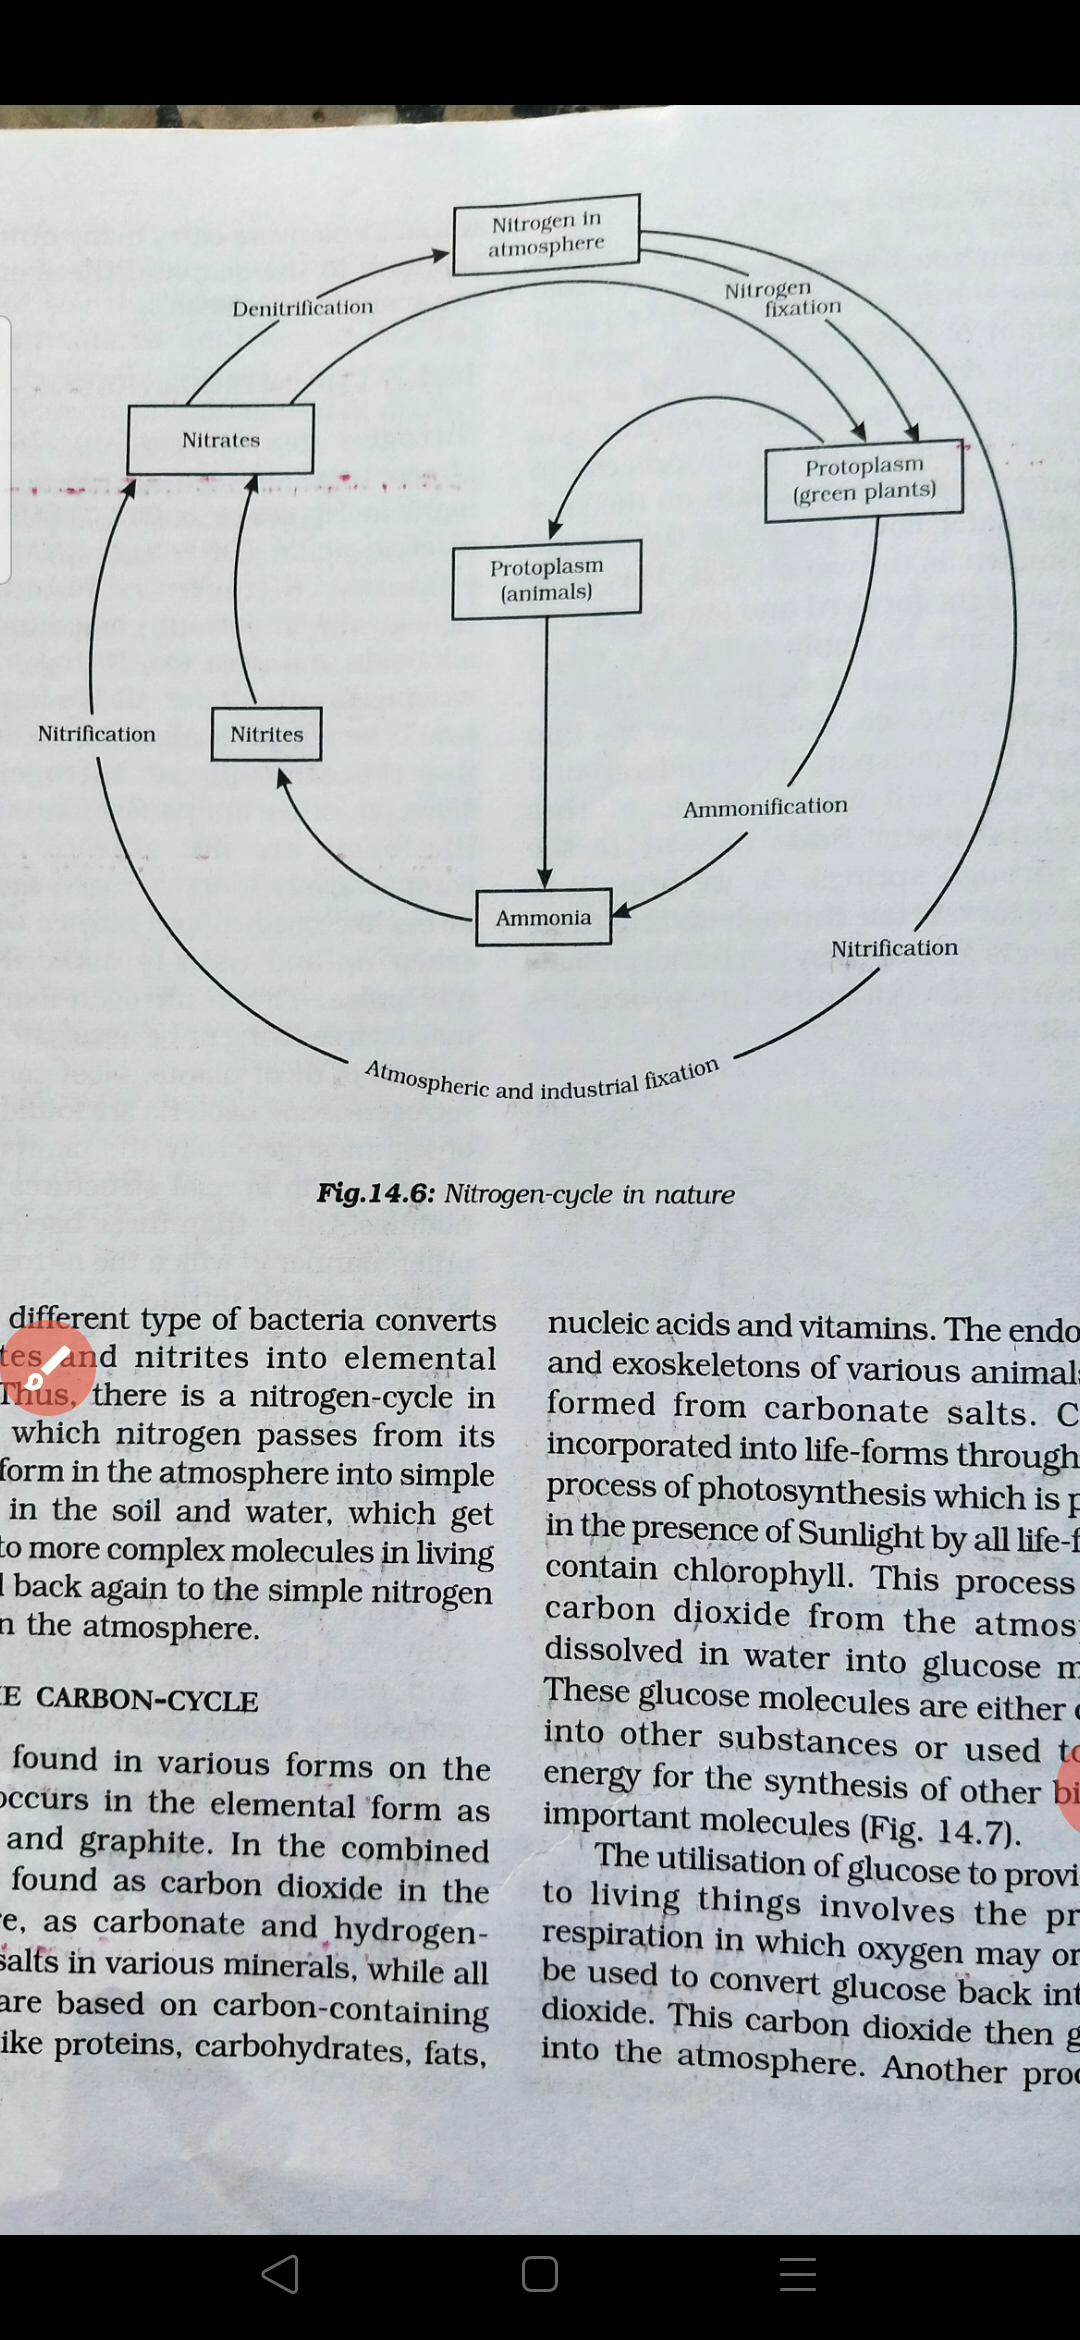 Nitrogen in
atmosphere
Nitrogen
fixation
Denitrification
Nitrates
Protoplasm
(green plants)
Protoplasm
(animals)
Nitrification
Nitrites
Ammonification
Ammonia
Nitrification
Atmospheric and industrial fixation
Fig.14.6: Nitrogen-cycle in nature
different type of bacteria converts
and nitrites into elemental
Thus, there is a nitrogen-cycle in
which nitrogen passes from its
form in the atmosphere into simple
in the soil and water, which get
to more complex molecules in living
back again to the simple nitrogen
the atmosphere.
CARBON-CYCLE
found in various forms on the
occurs in the elemental form as
and graphite. In the combined
found as carbon dioxide in the
as carbonate and hydrogen-
salts in various minerals, while all
are based on carbon-containing
like proteins, carbohydrates, fats,
nucleic acids and vitamins. The endo
and exoskeletons of various animals
formed from carbonate salts. C
incorporated into life-forms through
process of photosynthesis which is p
in the presence of Sunlight by all life-f
contain chlorophyll. This process
carbon dioxide from the atmos
dissolved in water into glucose m
These glucose molecules are either
into other substances or used to
energy for the synthesis of other bi
important molecules (Fig. 14.7).
The utilisation of glucose to provi
to living things involves the pr
respiration in which oxygen may or
be used to convert glucose back int
dioxide. This carbon dioxide then g
into the atmosphere. Another proc